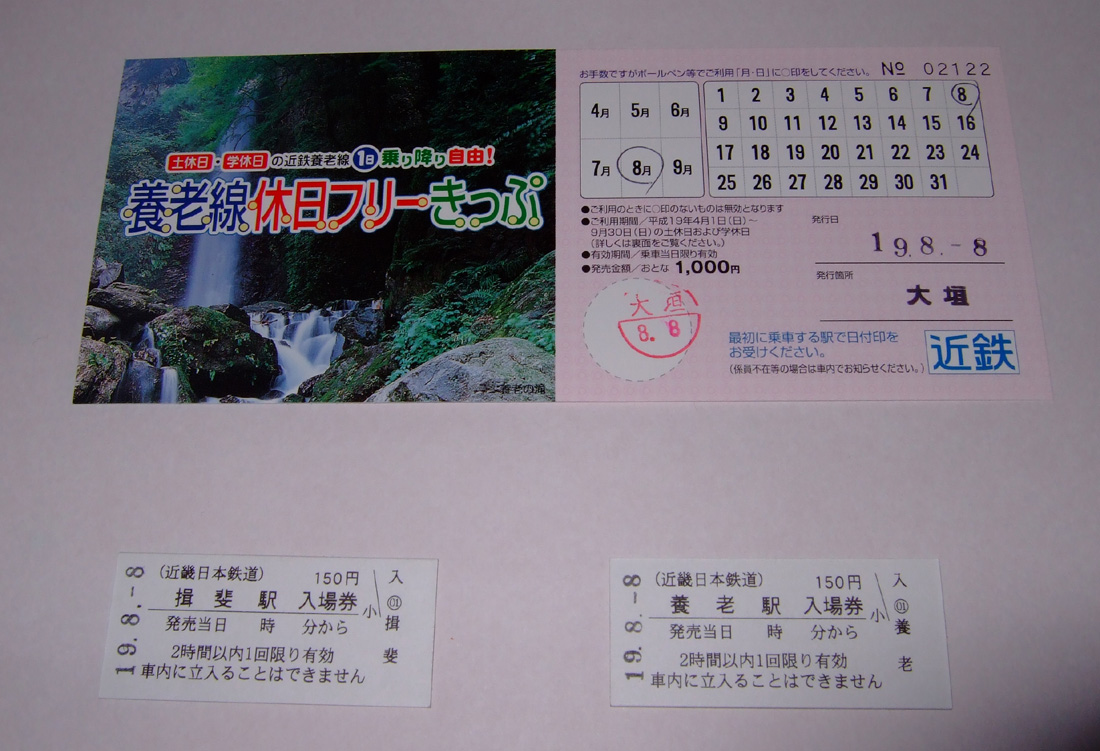 土休日・学休日の近鉄養老線1日乗り降り自由!
養老線休日フリーきっぷ
養老の滝
お手数ですがボールペン等でご利用「月・日」に○印をしてください。 No 02122
4月 5月 6月
7月 8月 9月
1 2 3 4 5 6 7 8
9 10 11 12 13 14 15 16
17 18 19 20 21 22 23 24
25 26 27 28 29 30 31
●ご利用のときに○印のないものは無効となります
●ご利用期間/平成19年4月1日(日)~
9月30日(日)の土休日および学休日
(詳しくは裏面をご覧ください。)
●有効期間/乗車当日限り有効
●発売金額/おとな 1,000円
発行日
19.8.-8
発行箇所
大垣
大垣
8.8
最初に乗車する駅で日付印を
お受けください。
(係員不在等の場合は車内でお知らせください。)
近鉄
19.8.-8
(近畿日本鉄道) 150円
揖斐駅 入場券
発売当日 時 分から
2時間以内1回限り有効
車内に立入ることはできません
小
入
01
揖
斐
19.8.-8
(近畿日本鉄道) 150円
養老駅 入場券
発売当日 時 分から
2時間以内1回限り有効
車内に立入ることはできません
小
入
01
養
老